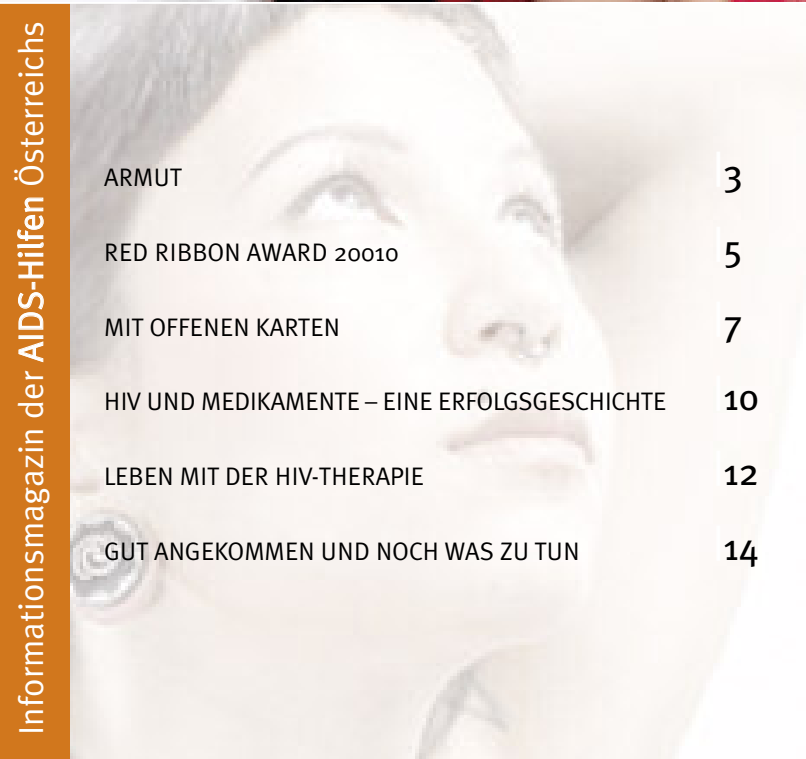 Informationsmagazin der AIDS-Hilfen Österreichs
ARMUT 3
RED RIBBON AWARD 20010 5
MIT OFFENEN KARTEN 7
HIV UND MEDIKAMENTE – EINE ERFOLGSGESCHICHTE 10
LEBEN MIT DER HIV-THERAPIE 12
GUT ANGEKOMMEN UND NOCH WAS ZU TUN 14